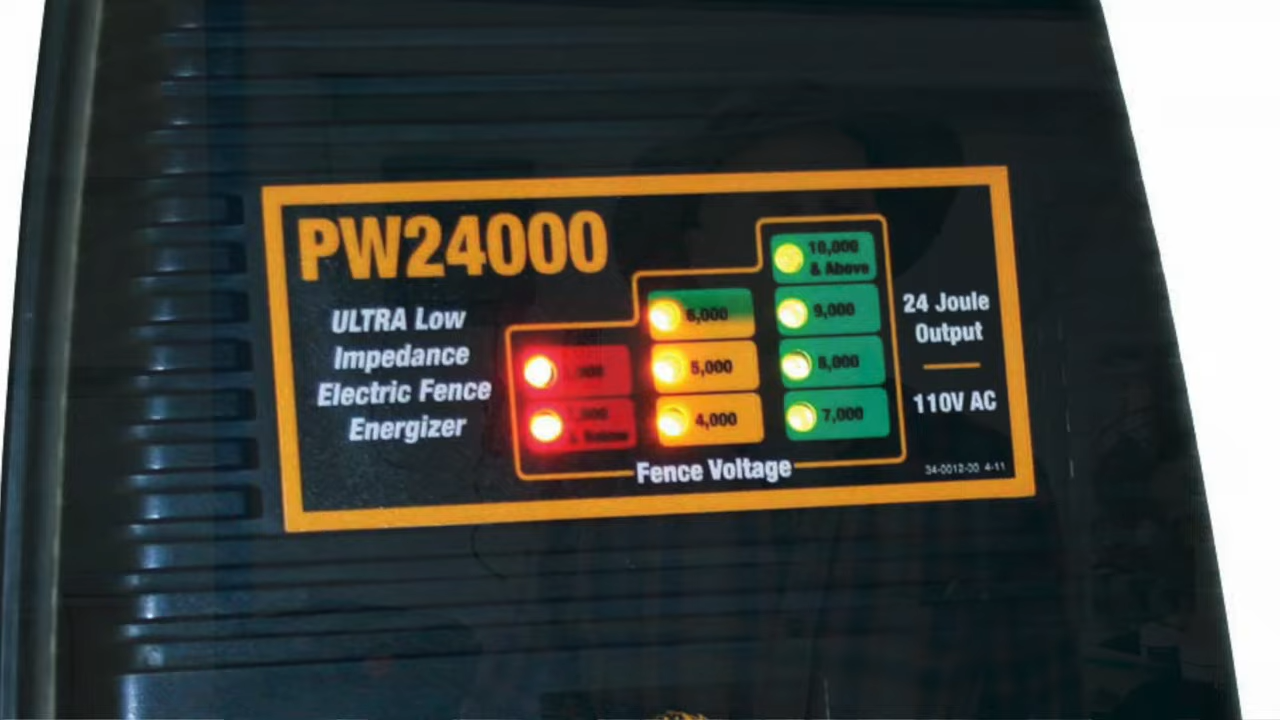 PW24000
ULTRA Low
Impedance
Electric Fence
Energizer
10,000
& Above
9,000
8,000
7,000
6,000
5,000
4,000
& Below
Fence Voltage
24 Joule
Output
110V AC
34-0012-00 4-11